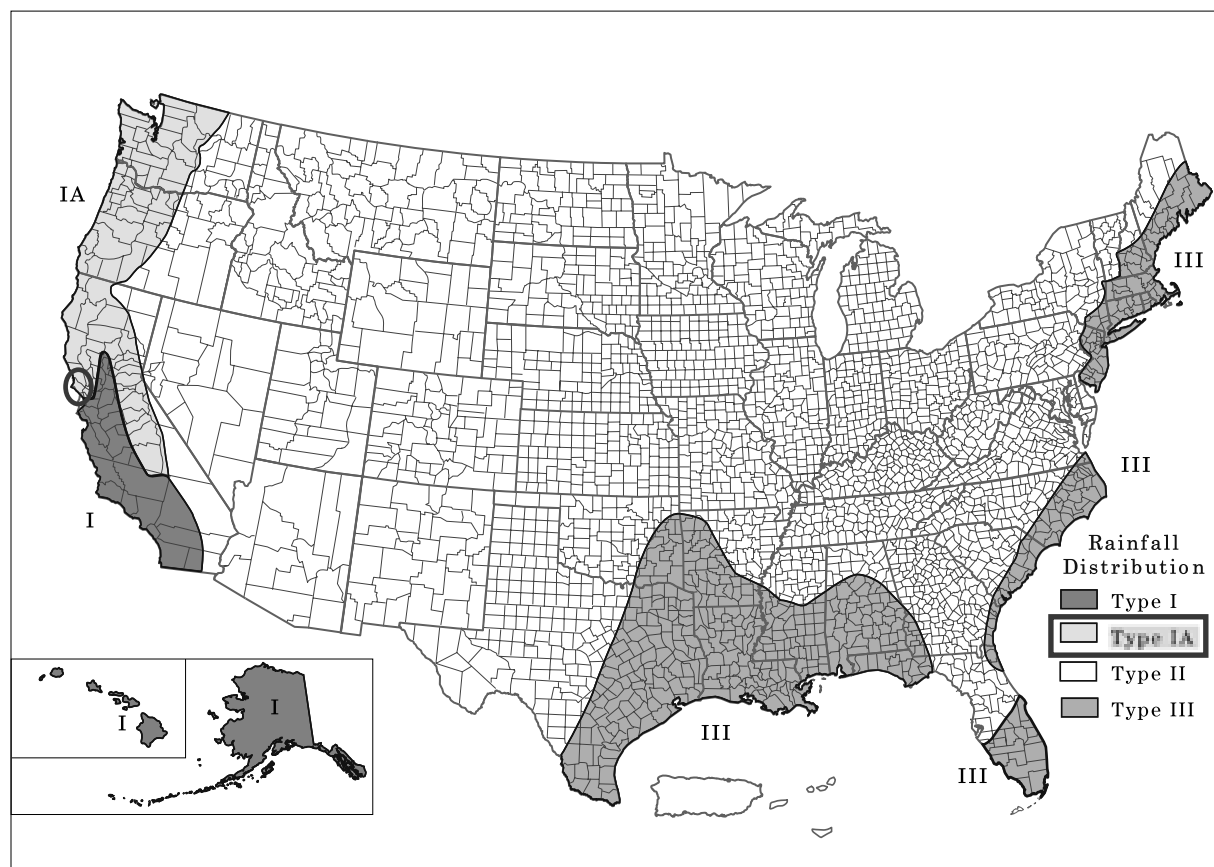 IA
III
III
I
Rainfall
Distribution
Type I
Type IA
Type II
Type III
I
I
III
III